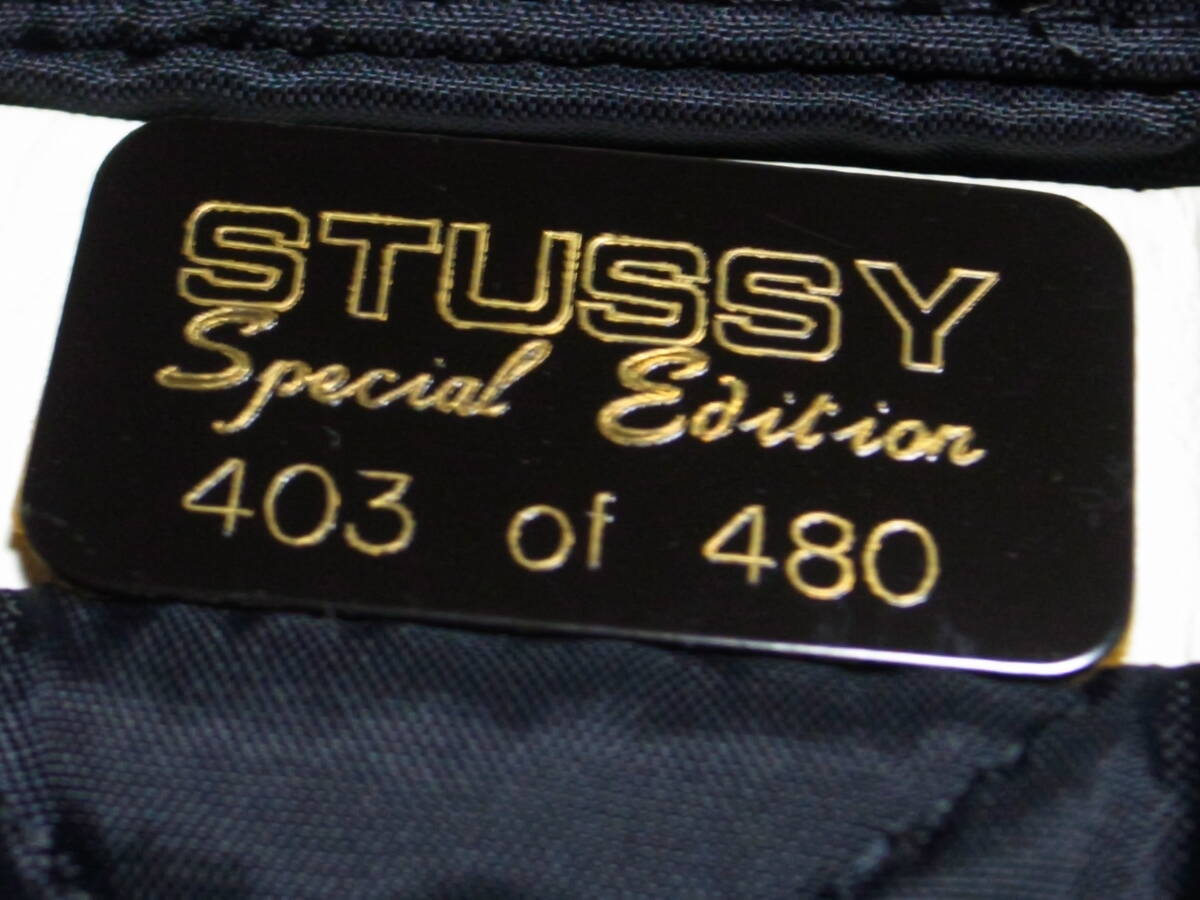 STUSSY
Special Edition
403 of 480